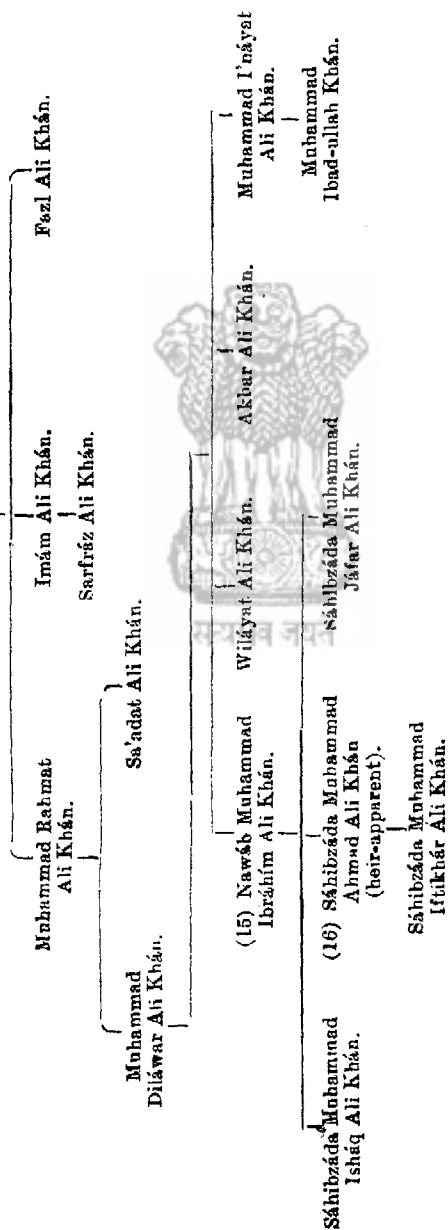 Muhammad Rahmat
Ali Khán.
Imám Ali Khán.
Fazl Ali Khán.
Sarfráz Ali Khán.
Muhammad
Diláwar Ali Khán.
Sa'adat Ali Khán.
(15) Nawáb Muhammad
Ibráhím Ali Khán.
Wiláyat Ali Khán.
Akbar Ali Khán.
Muhammad I'náyat
Ali Khán.
Muhammad
Ibad-ullah Khán.
Sáhibzáda Muhammad
Isháq Ali Khán.
(16) Sáhibzáda Muhammad
Ahmad Ali Khán
(heir-apparent).
Sáhibzáda Muhammad
Jáfar Ali Khán.
Sáhibzáda Muhammad
Iftikhár Ali Khán.
सत्यमेव जयते